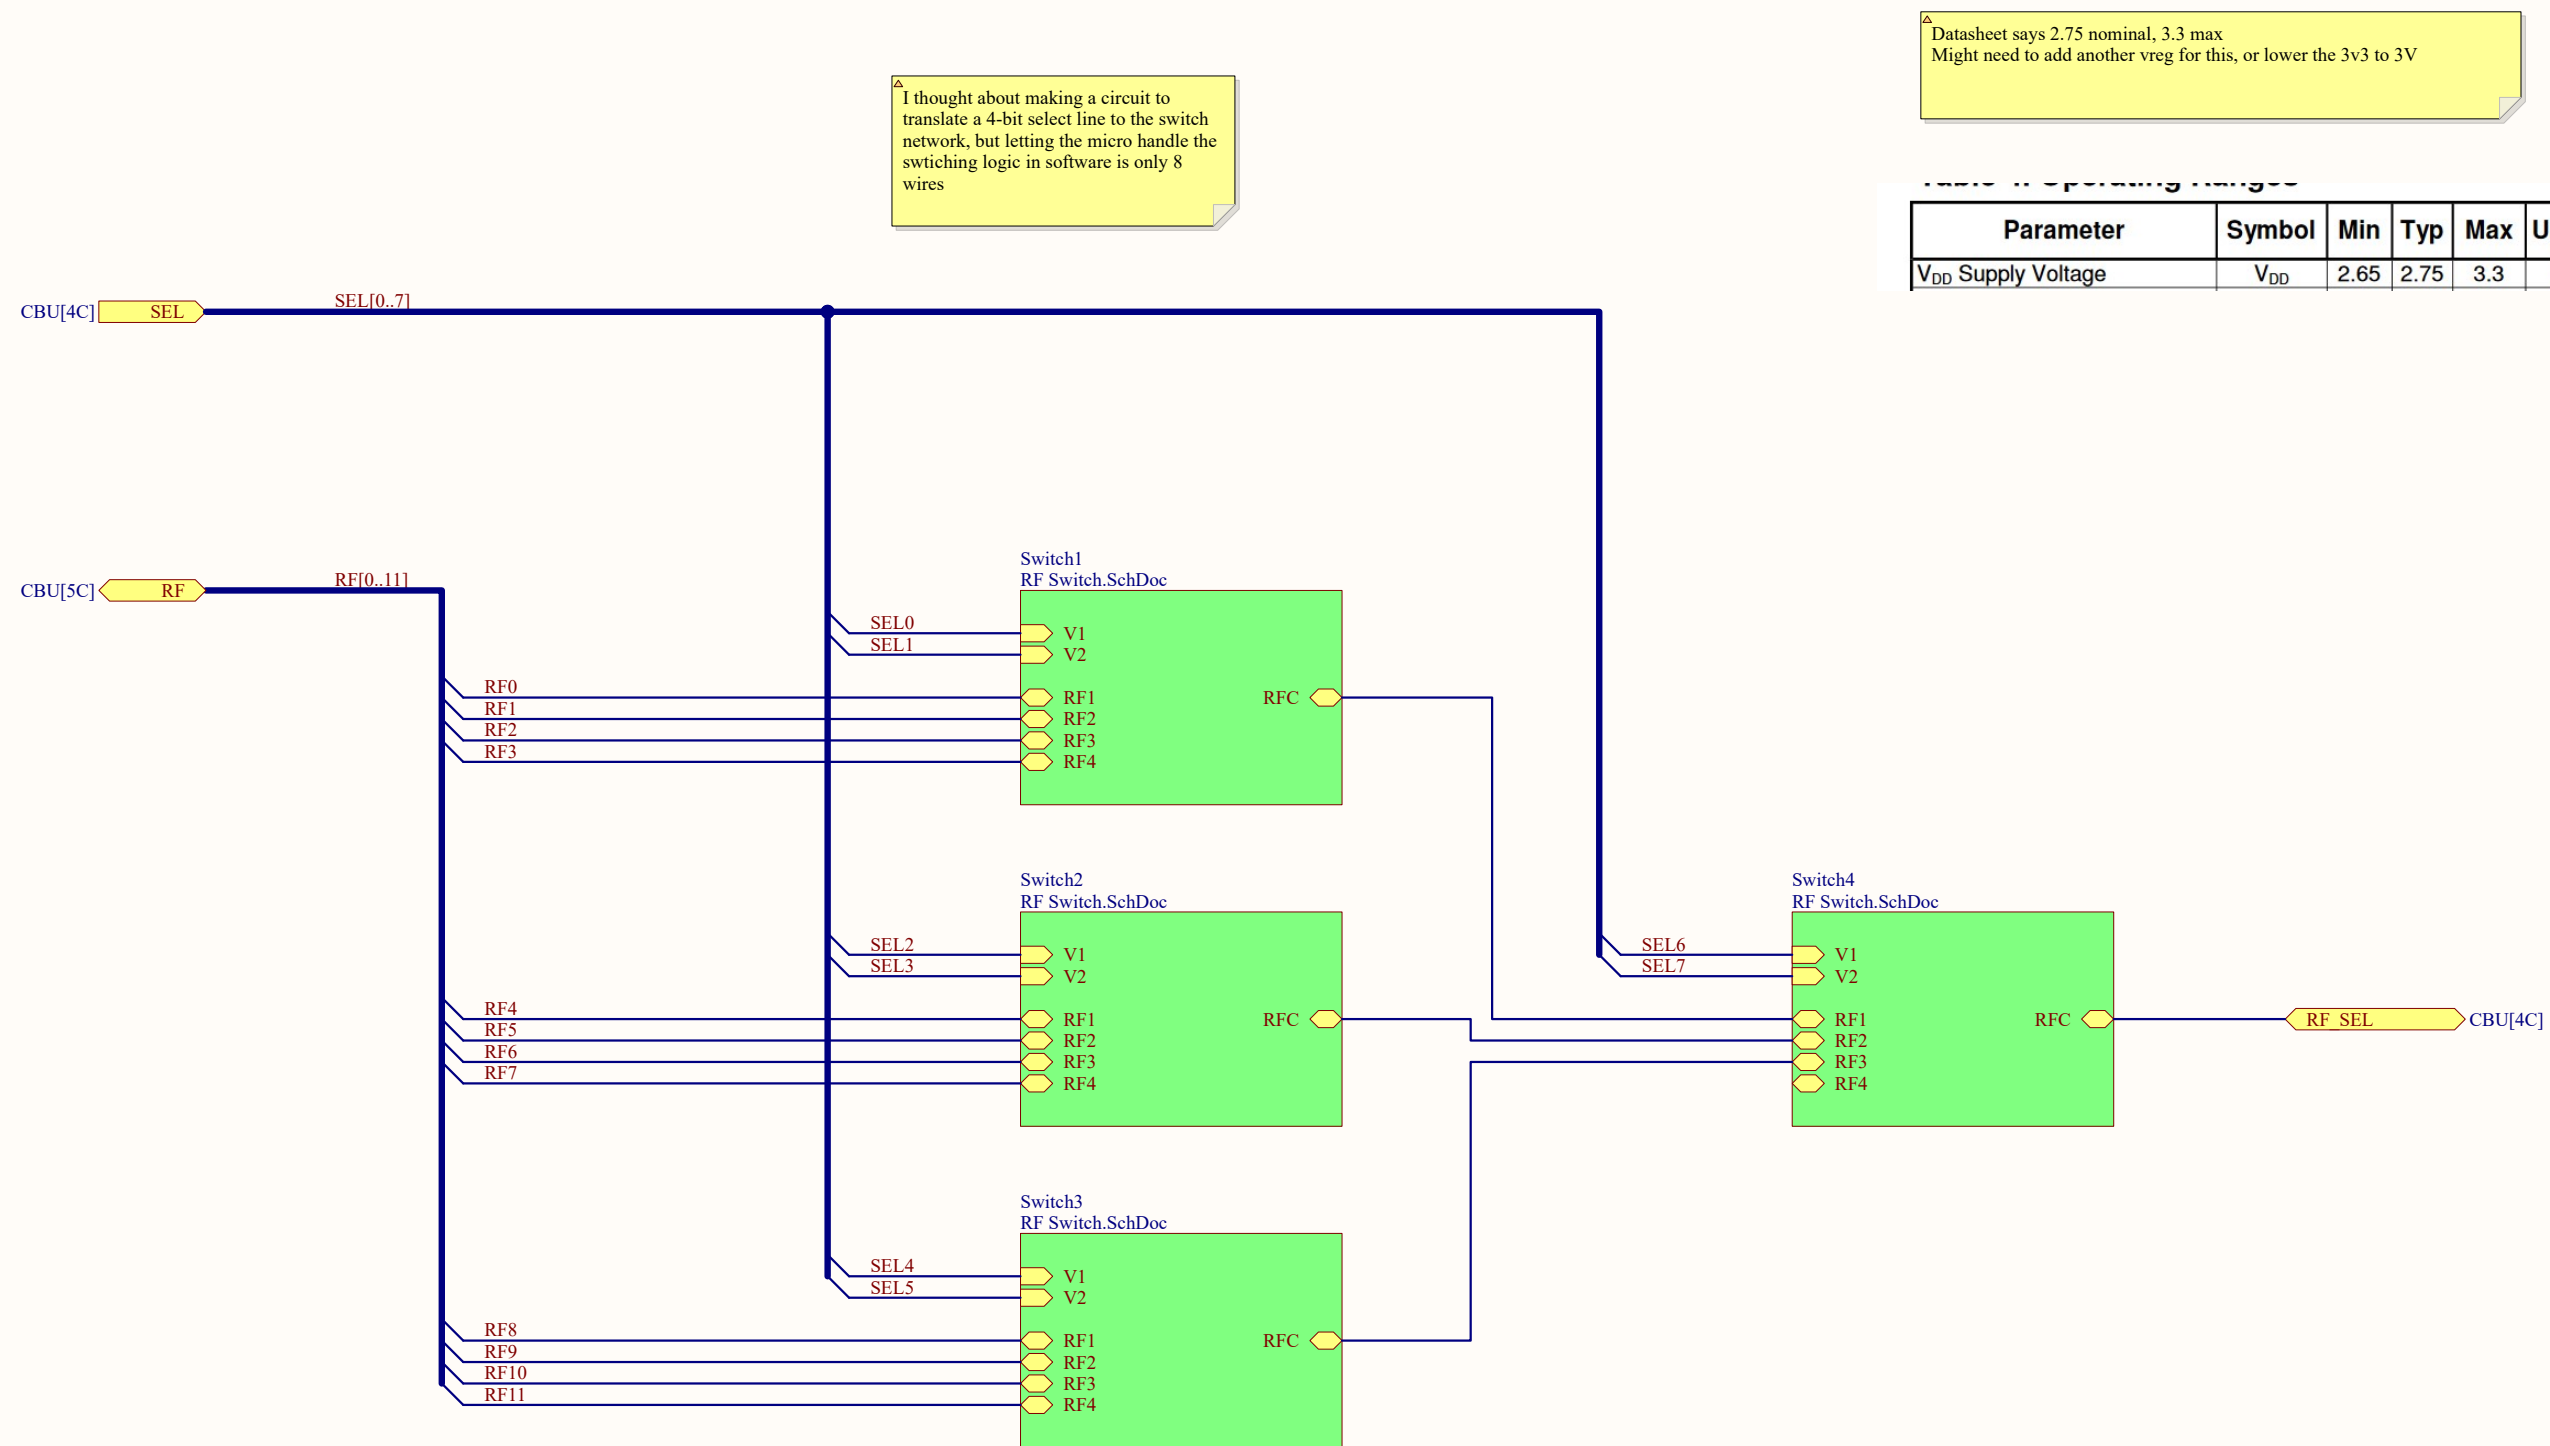 Datasheet says 2.75 nominal, 3.3 max
Might need to add another vreg for this, or lower the 3v3 to 3V
I thought about making a circuit to
translate a 4-bit select line to the switch
network, but letting the micro handle the
swtiching logic in software is only 8
wires
Parameter Symbol Min Typ Max U
VDD Supply Voltage VDD 2.65 2.75 3.3
CBU[4C] SEL SEL[0..7]
CBU[5C] RF RF[0..11]
Switch1
RF Switch.SchDoc
SEL0 V1
SEL1 V2
RF0 RF1 RFC
RF1 RF2
RF2 RF3
RF3 RF4
Switch2
RF Switch.SchDoc
SEL2 V1
SEL3 V2
RF4 RF1 RFC
RF5 RF2
RF6 RF3
RF7 RF4
Switch4
RF Switch.SchDoc
SEL6 V1
SEL7 V2
RF1 RFC RF_SEL CBU[4C]
RF2
RF3
RF4
Switch3
RF Switch.SchDoc
SEL4 V1
SEL5 V2
RF8 RF1 RFC
RF9 RF2
RF10 RF3
RF11 RF4